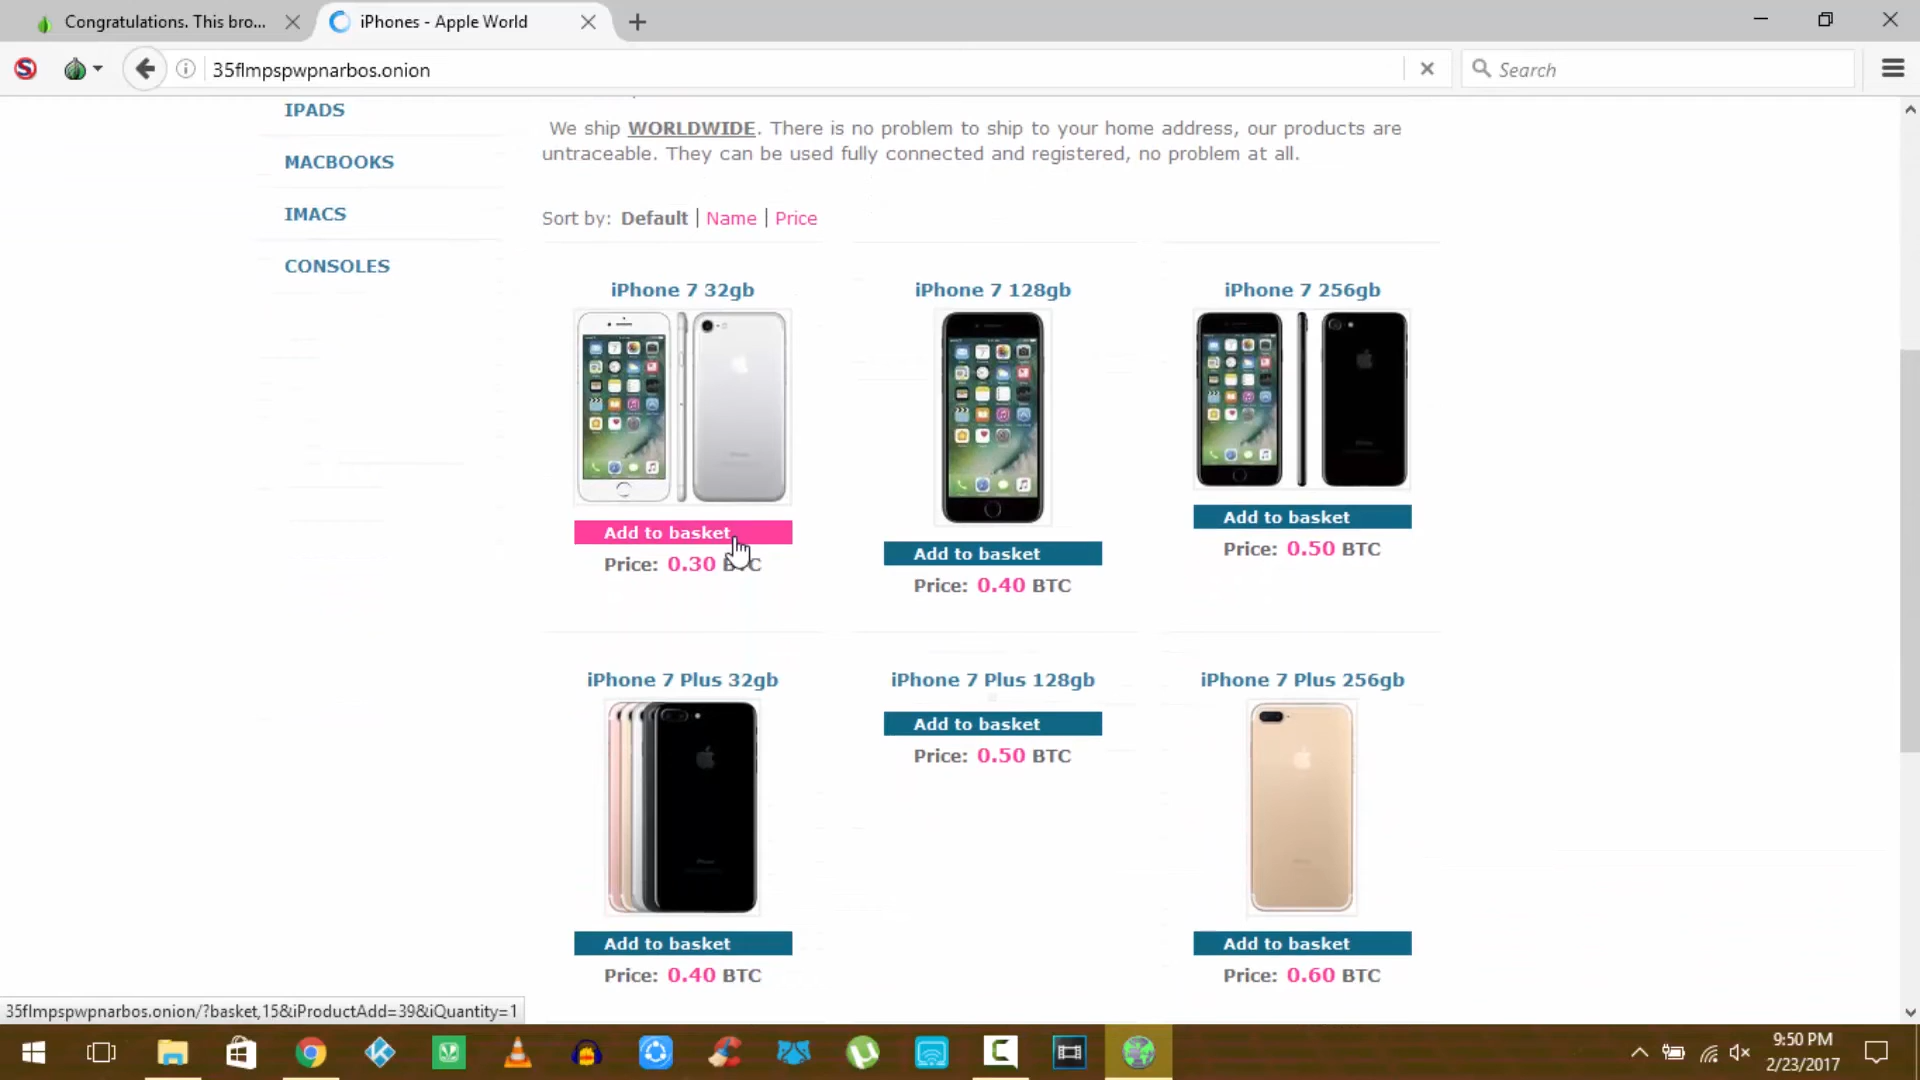 Congratulations. This bro...
iPhones - Apple World
35flmpspwpnarbos.onion
Search
IPADS
MACBOOKS
IMACS
CONSOLES
We ship WORLDWIDE. There is no problem to ship to your home address, our products are
untraceable. They can be used fully connected and registered, no problem at all.
Sort by: Default | Name | Price
iPhone 7 32gb
iPhone 7 128gb
iPhone 7 256gb
Add to basket
Price: 0.30 BTC
Add to basket
Price: 0.40 BTC
Add to basket
Price: 0.50 BTC
iPhone 7 Plus 32gb
iPhone 7 Plus 128gb
iPhone 7 Plus 256gb
Add to basket
Price: 0.40 BTC
Add to basket
Price: 0.50 BTC
Add to basket
Price: 0.60 BTC
35flmpspwpnarbos.onion/?basket,15&iProductAdd=39&iQuantity=1
9:50 PM
2/23/2017